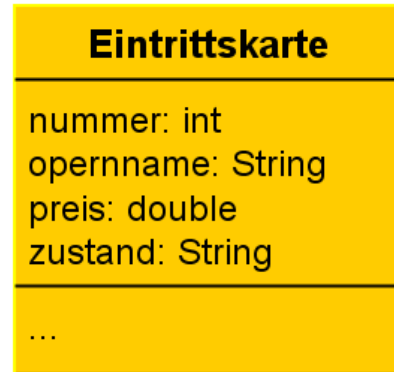 Eintrittskarte
nummer: int
opernname: String
preis: double
zustand: String
...